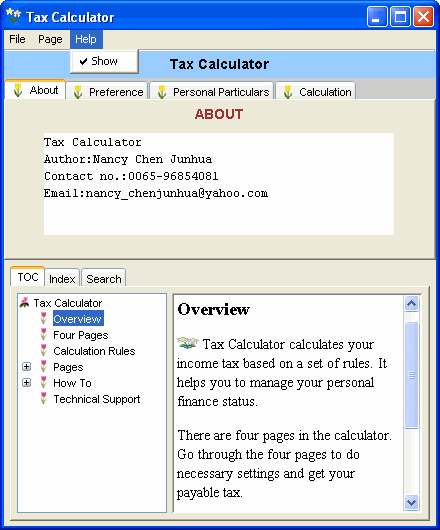 Tax Calculator
File Page Help
Show
Tax Calculator
About Preference Personal Particulars Calculation
ABOUT
Tax Calculator
Author:Nancy Chen Junhua
Contact no.:0065-96854081
Email:nancy_chenjunhua@yahoo.com
TOC Index Search
Tax Calculator
Overview
Four Pages
Calculation Rules
Pages
How To
Technical Support
Overview
Tax Calculator calculates your
income tax based on a set of rules. It
helps you to manage your personal
finance status.
There are four pages in the calculator.
Go through the four pages to do
necessary settings and get your
payable tax.